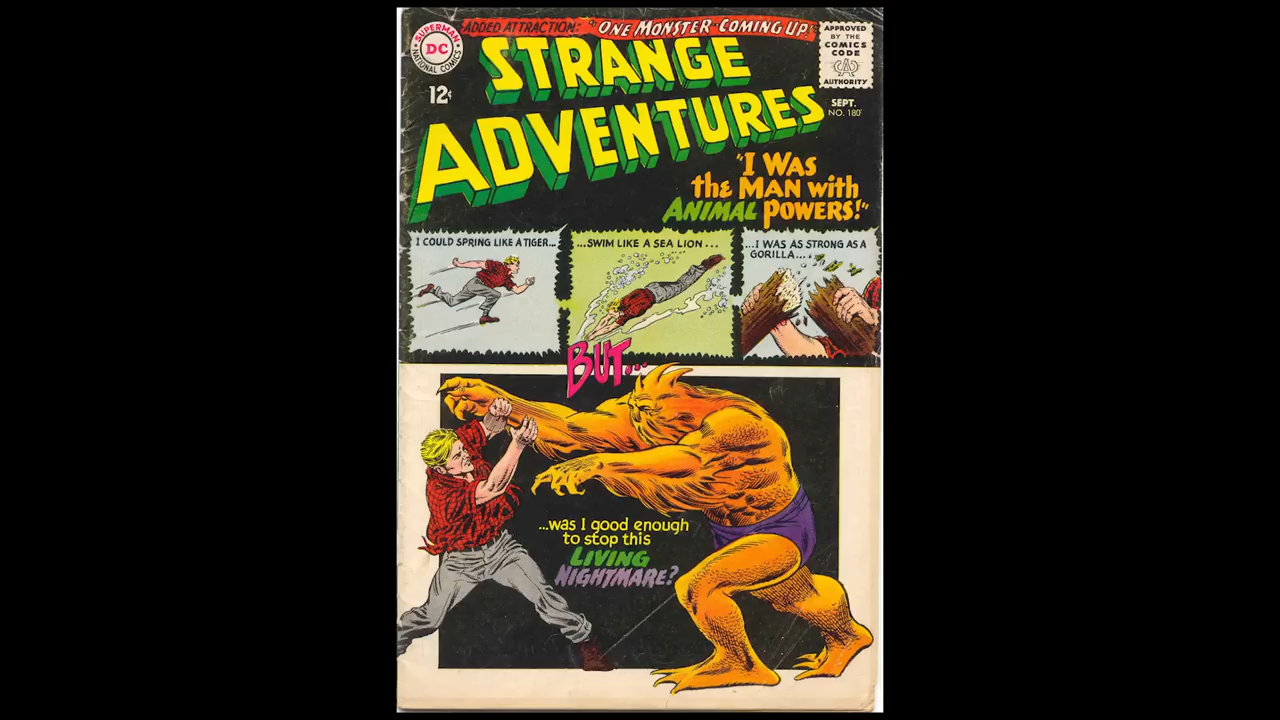 ADDED ATTRACTION: "ONE MONSTER COMING UP!"
SUPERMAN
DC
NATIONAL COMICS
APPROVED
BY THE
COMICS
CODE
CA
AUTHORITY
STRANGE
ADVENTURES
12¢
SEPT.
NO. 180
"I WAS
the MAN with
ANIMAL POWERS!"
I COULD SPRING LIKE A TIGER...
...SWIM LIKE A SEA LION...
...I WAS AS STRONG AS A
GORILLA...
BUT...
...was I good enough
to stop this
LIVING
NIGHTMARE?